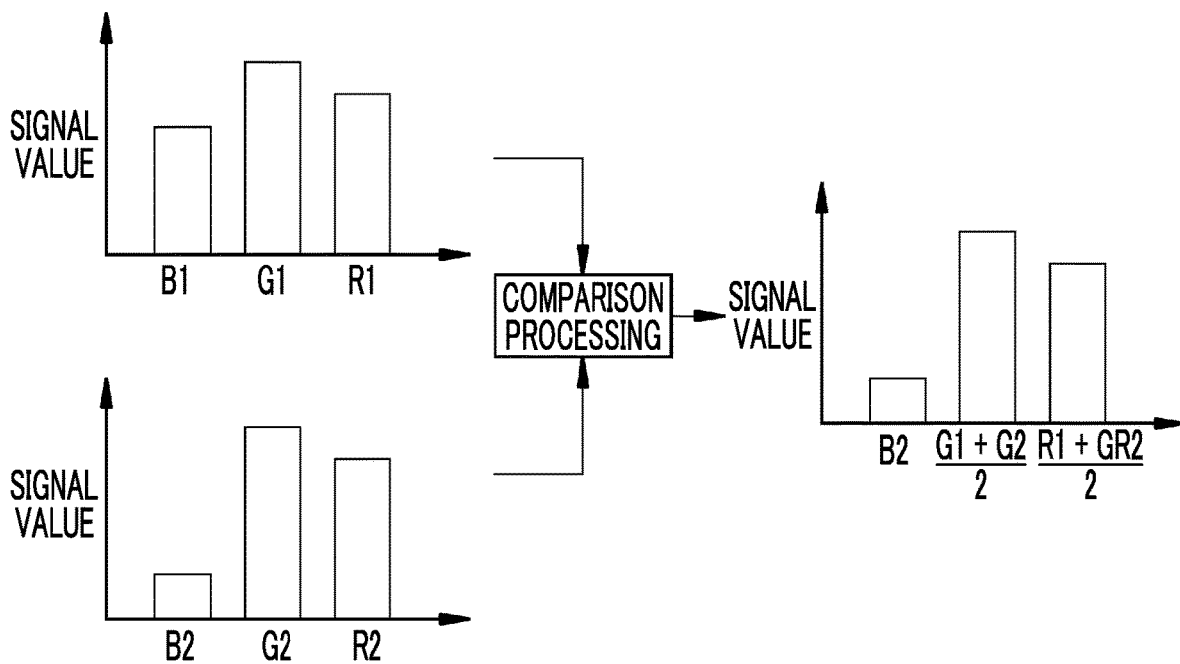 SIGNAL
VALUE
B1 G1 R1
COMPARISON
PROCESSING
SIGNAL
VALUE
B2 G2 R2
SIGNAL
VALUE
B2 G1 + G2 R1 + GR2
2 2